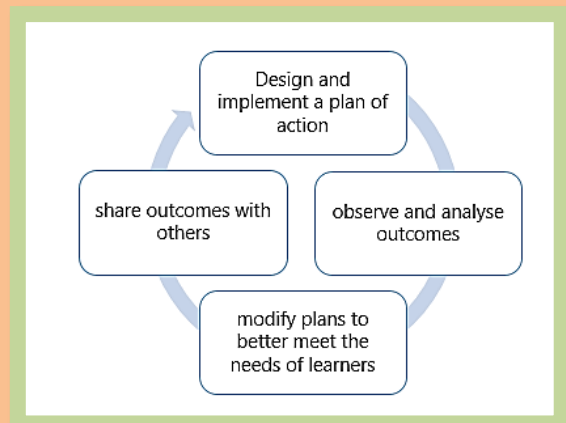 Design and
implement a plan of
action
observe and analyse
outcomes
modify plans to
better meet the
needs of learners
share outcomes with
others